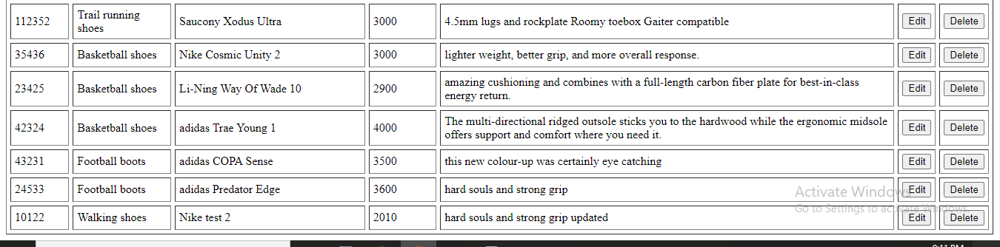 112352 Trail running shoes Saucony Xodus Ultra 3000 4.5mm lugs and rockplate Roomy toebox Gaiter compatible Edit Delete
35436 Basketball shoes Nike Cosmic Unity 2 3000 lighter weight, better grip, and more overall response. Edit Delete
23425 Basketball shoes Li-Ning Way Of Wade 10 2900 amazing cushioning and combines with a full-length carbon fiber plate for best-in-class
energy return. Edit Delete
42324 Basketball shoes adidas Trae Young 1 4000 The multi-directional ridged outsole sticks you to the hardwood while the ergonomic midsole
offers support and comfort where you need it. Edit Delete
43231 Football boots adidas COPA Sense 3500 this new colour-up was certainly eye catching Edit Delete
24533 Football boots adidas Predator Edge 3600 hard souls and strong grip Edit Delete
10122 Walking shoes Nike test 2 2010 hard souls and strong grip updated Edit Delete
Activate Windows
Go to Settings to activate Windows.